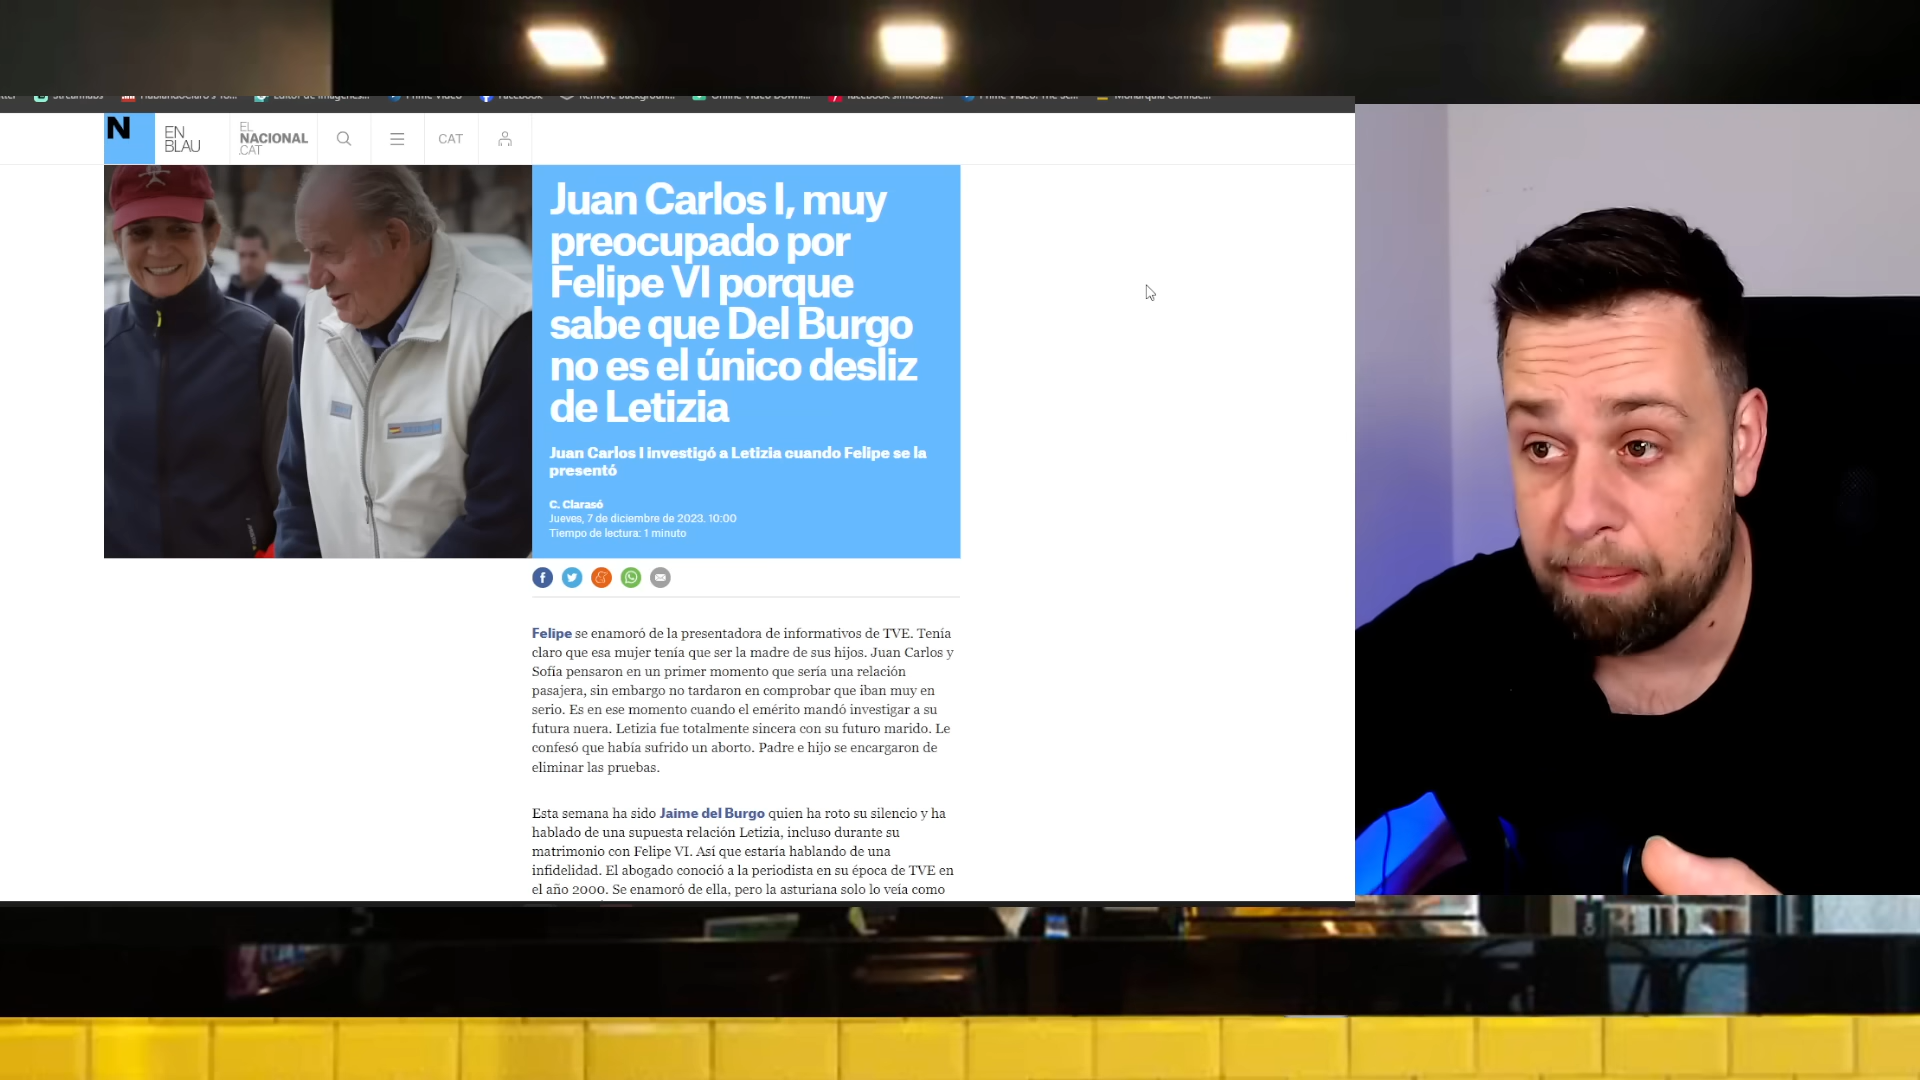 Streamlabs
Prime Video
Facebook
Prime Video: The Se...
N
EN
BLAU
EL
NACIONAL
.CAT
CAT
Juan Carlos I, muy
preocupado por
Felipe VI porque
sabe que Del Burgo
no es el único desliz
de Letizia
Juan Carlos I investigó a Letizia cuando Felipe se la
presentó
C. Clarasó
Jueves, 7 de diciembre de 2023. 10:00
Tiempo de lectura: 1 minuto
Felipe se enamoró de la presentadora de informativos de TVE. Tenía
claro que esa mujer tenía que ser la madre de sus hijos. Juan Carlos y
Sofía pensaron en un primer momento que sería una relación
pasajera, sin embargo no tardaron en comprobar que iban muy en
serio. Es en ese momento cuando el emérito mandó investigar a su
futura nuera. Letizia fue totalmente sincera con su futuro marido. Le
confesó que había sufrido un aborto. Padre e hijo se encargaron de
eliminar las pruebas.
Esta semana ha sido Jaime del Burgo quien ha roto su silencio y ha
hablado de una supuesta relación Letizia, incluso durante su
matrimonio con Felipe VI. Así que estaría hablando de una
infidelidad. El abogado conoció a la periodista en su época de TVE en
el año 2000. Se enamoró de ella, pero la asturiana solo lo veía como